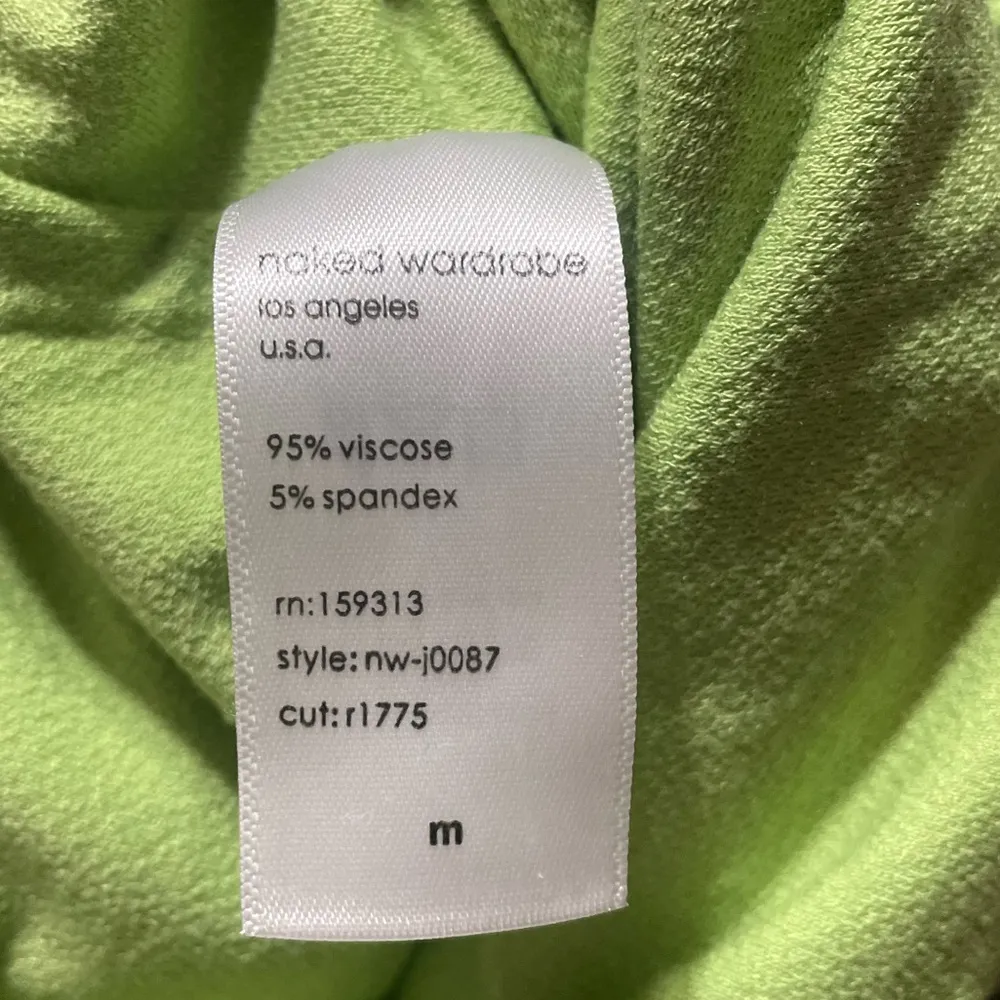 naked wardrobe
los angeles
u.s.a.
95% viscose
5% spandex
rn:159313
style:nw-j0087
cut:r1775
m